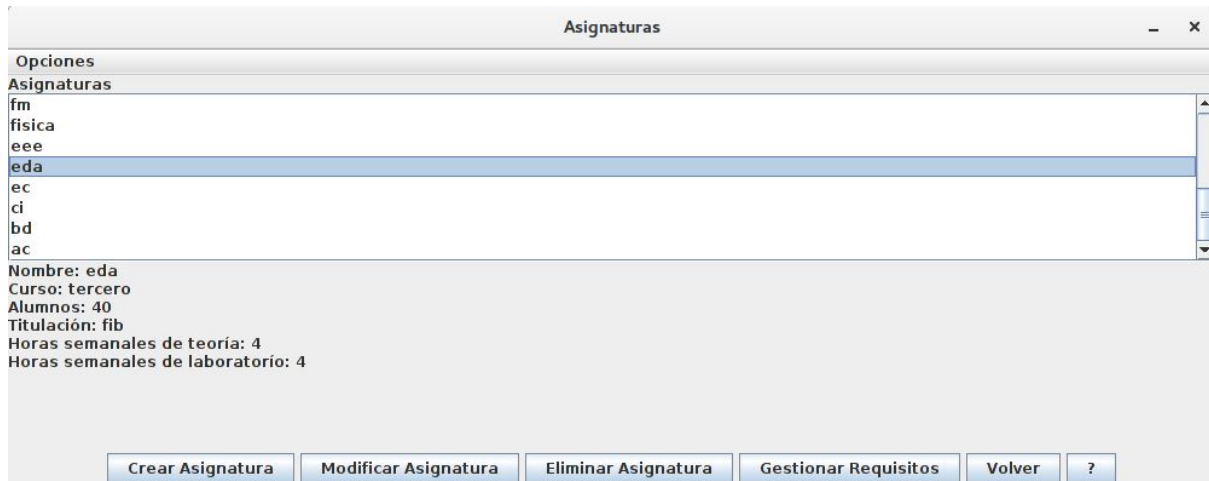 Asignaturas
Opciones
Asignaturas
fm
fisica
eee
eda
ec
ci
bd
ac
Nombre: eda
Curso: tercero
Alumnos: 40
Titulación: fib
Horas semanales de teoría: 4
Horas semanales de laboratorío: 4
Crear Asignatura Modificar Asignatura Eliminar Asignatura Gestionar Requisitos Volver ?